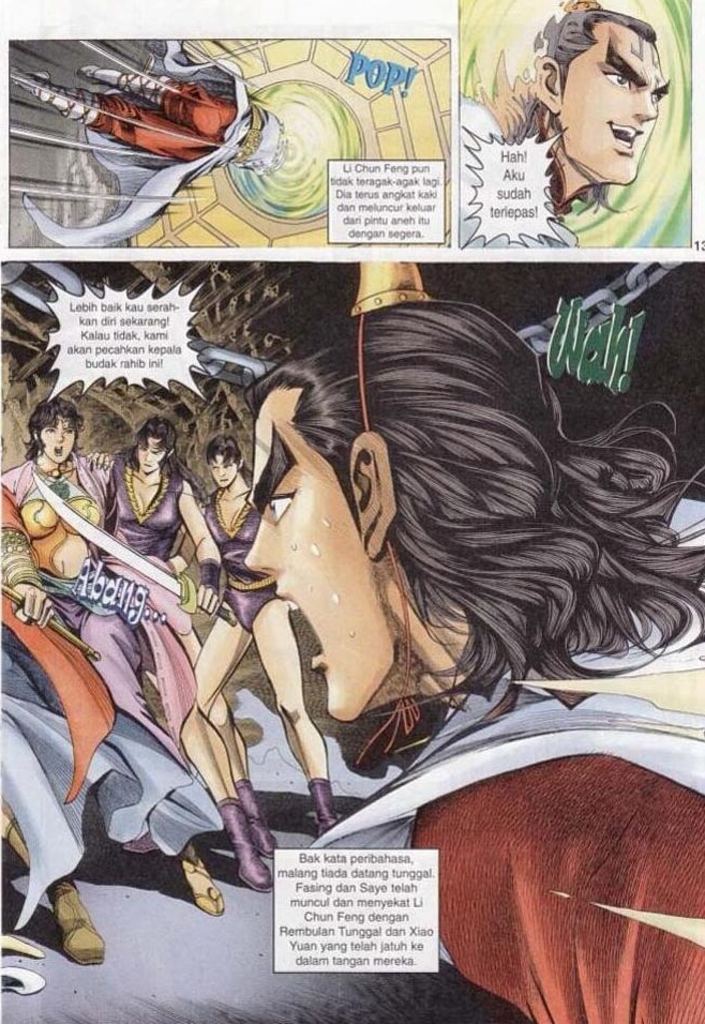 POP!
Li Chun Feng pun
tidak teragak-agak lagi.
Dia terus angkat kaki
dan meluncur keluar
dari pintu aneh itu
dengan segera.
Hah!
Aku
sudah
terlepas!
13
Lebih baik kau serah-
kan diri sekarang!
Kalau tidak, kami
akan pecahkan kepala
budak rahib ini!
Wah!
Abang...
Bak kata peribahasa,
malang tiada datang tunggal.
Fasing dan Saye telah
muncul dan menyekat Li
Chun Feng dengan
Rembulan Tunggal dan Xiao
Yuan yang telah jatuh ke
dalam tangan mereka.